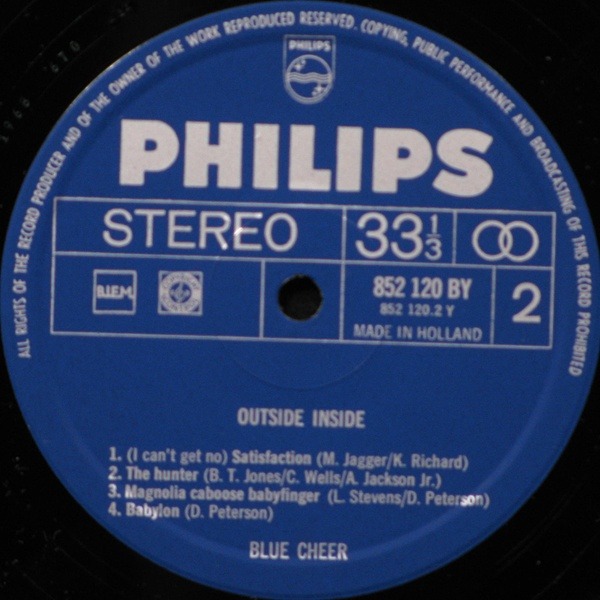 ALL RIGHTS OF THE RECORD PRODUCER AND OF THE OWNER OF THE WORK REPRODUCED RESERVED. COPYING, PUBLIC PERFORMANCE AND BROADCASTING OF THIS RECORD PROHIBITED
PHILIPS
PHILIPS
STEREO 33 1/3
B.I.E.M. 852 120 BY 2
852 120.2 Y
MADE IN HOLLAND
OUTSIDE INSIDE
1. (I can't get no) Satisfaction (M. Jagger/K. Richard)
2. The hunter (B. T. Jones/C. Wells/A. Jackson Jr.)
3. Magnolia caboose babyfinger (L. Stevens/D. Peterson)
4. Babylon (D. Peterson)
BLUE CHEER